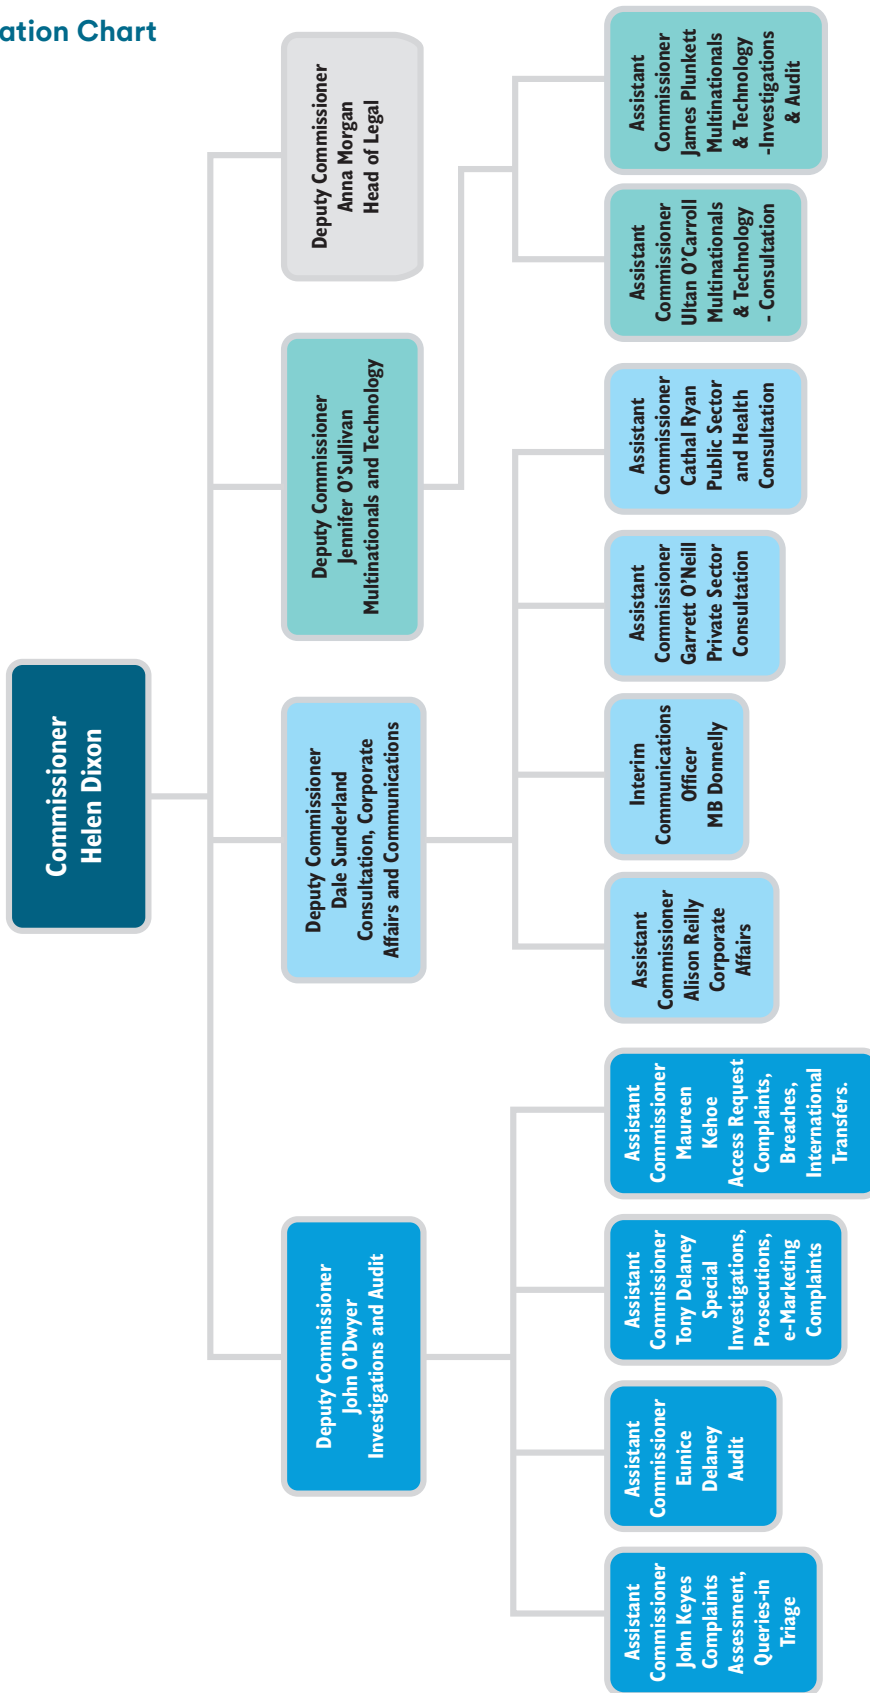 ation Chart
Commissioner
Helen Dixon
Deputy Commissioner
John O'Dwyer
Investigations and Audit
Deputy Commissioner
Dale Sunderland
Consultation, Corporate
Affairs and Communications
Deputy Commissioner
Jennifer O'Sullivan
Multinationals and Technology
Deputy Commissioner
Anna Morgan
Head of Legal
Assistant
Commissioner
John Keyes
Complaints
Assessment,
Queries-in
Triage
Assistant
Commissioner
Eunice
Delaney
Audit
Assistant
Commissioner
Tony Delaney
Special
Investigations,
Prosecutions,
e-Marketing
Complaints
Assistant
Commissioner
Maureen
Kehoe
Access Request
Complaints,
Breaches,
International
Transfers.
Assistant
Commissioner
Alison Reilly
Corporate
Affairs
Interim
Communications
Officer
MB Donnelly
Assistant
Commissioner
Garrett O'Neill
Private Sector
Consultation
Assistant
Commissioner
Cathal Ryan
Public Sector
and Health
Consultation
Assistant
Commissioner
Ultan O'Carroll
Multinationals
& Technology
- Consultation
Assistant
Commissioner
James Plunkett
Multinationals
& Technology
-Investigations
& Audit